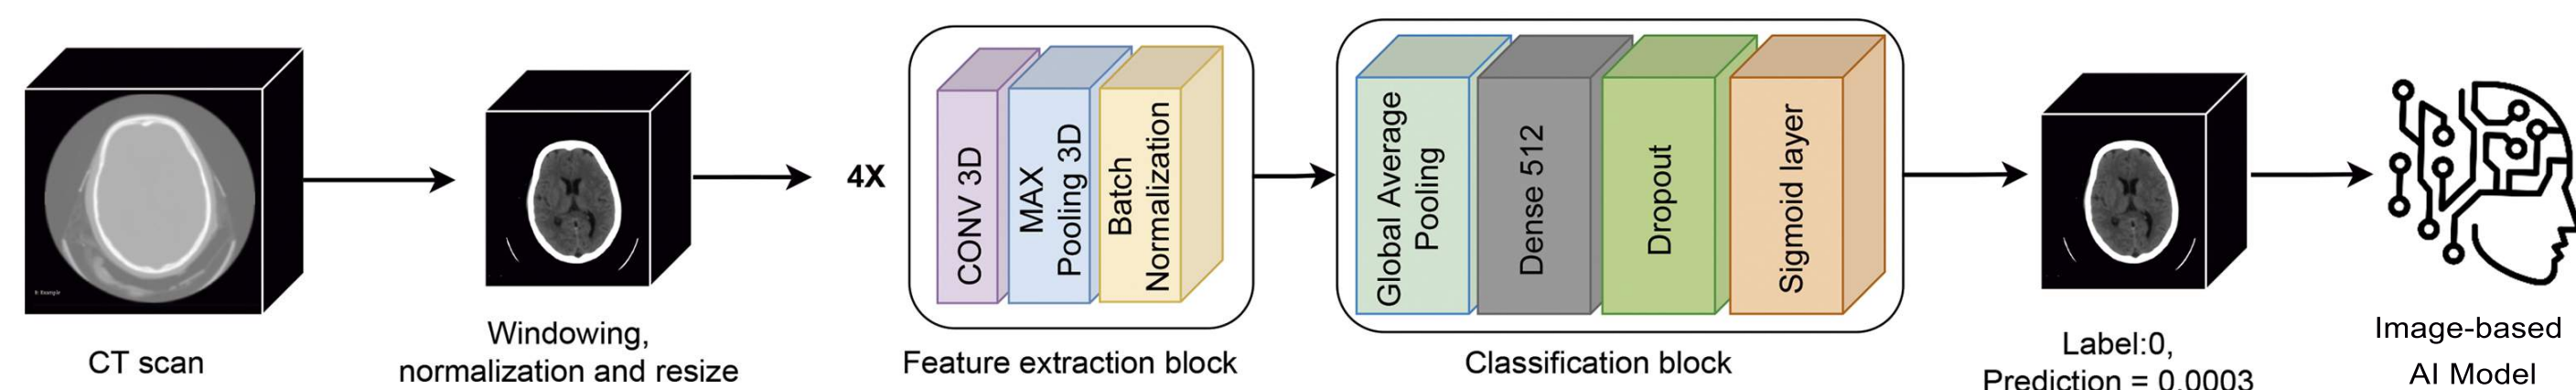 CT scan
Windowing,
normalization and resize
4X
CONV 3D
MAX
Pooling 3D
Batch
Normalization
Feature extraction block
Global Average
Pooling
Dense 512
Dropout
Sigmoid layer
Classification block
Label:0,
Prediction = 0.0003
Image-based
AI Model